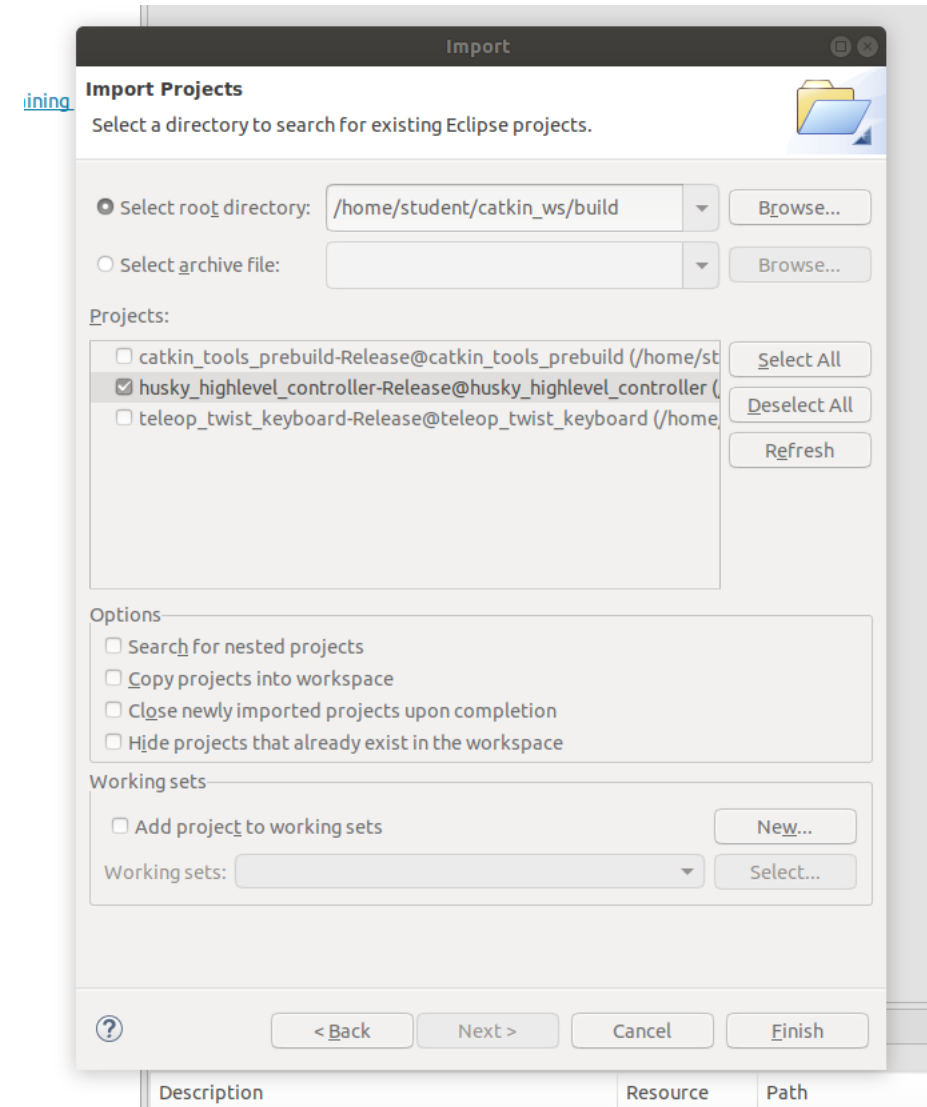 Import
Import Projects
Select a directory to search for existing Eclipse projects.
ining
Select root directory: /home/student/catkin_ws/build Browse...
Select archive file: Browse...
Projects:
catkin_tools_prebuild-Release@catkin_tools_prebuild (/home/st Select All
husky_highlevel_controller-Release@husky_highlevel_controller (/ Deselect All
teleop_twist_keyboard-Release@teleop_twist_keyboard (/home/ Refresh
Options
Search for nested projects
Copy projects into workspace
Close newly imported projects upon completion
Hide projects that already exist in the workspace
Working sets
Add project to working sets New...
Working sets: Select...
? < Back Next > Cancel Finish
Description Resource Path